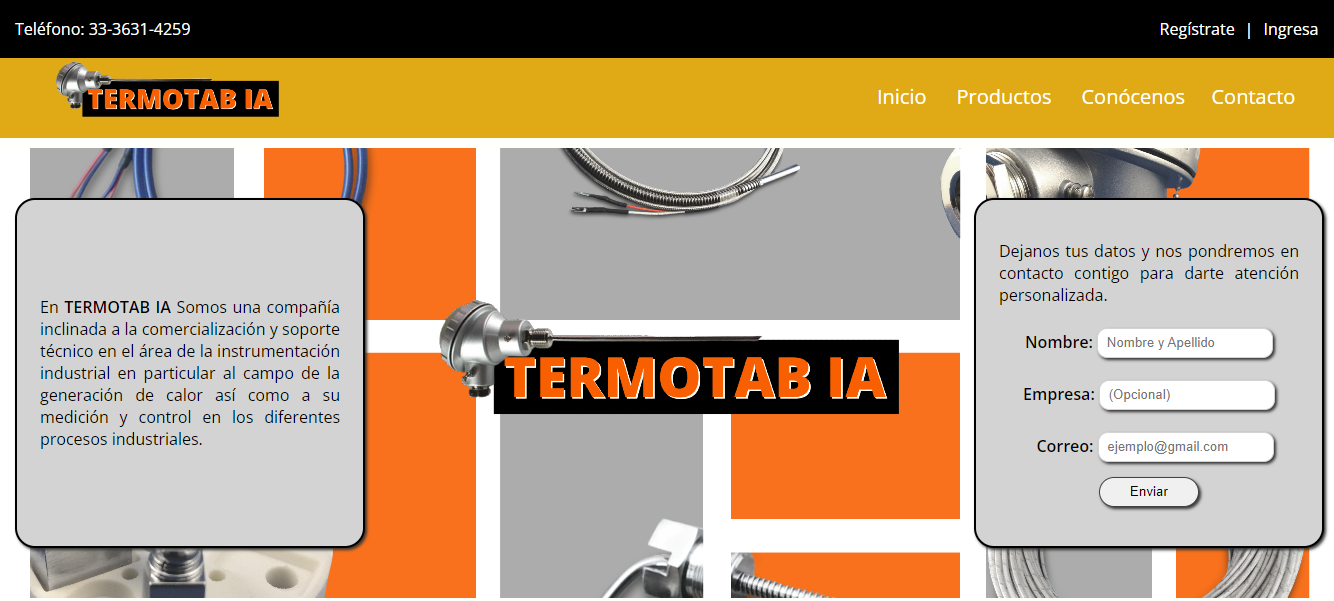 Teléfono: 33-3631-4259
Regístrate | Ingresa
TERMOTAB IA
Inicio Productos Conócenos Contacto
En TERMOTAB IA Somos una compañía
inclinada a la comercialización y soporte
técnico en el área de la instrumentación
industrial en particular al campo de la
generación de calor así como a su
medición y control en los diferentes
procesos industriales.
TERMOTAB IA
Dejanos tus datos y nos pondremos en
contacto contigo para darte atención
personalizada.
Nombre: Nombre y Apellido
Empresa: (Opcional)
Correo: ejemplo@gmail.com
Enviar